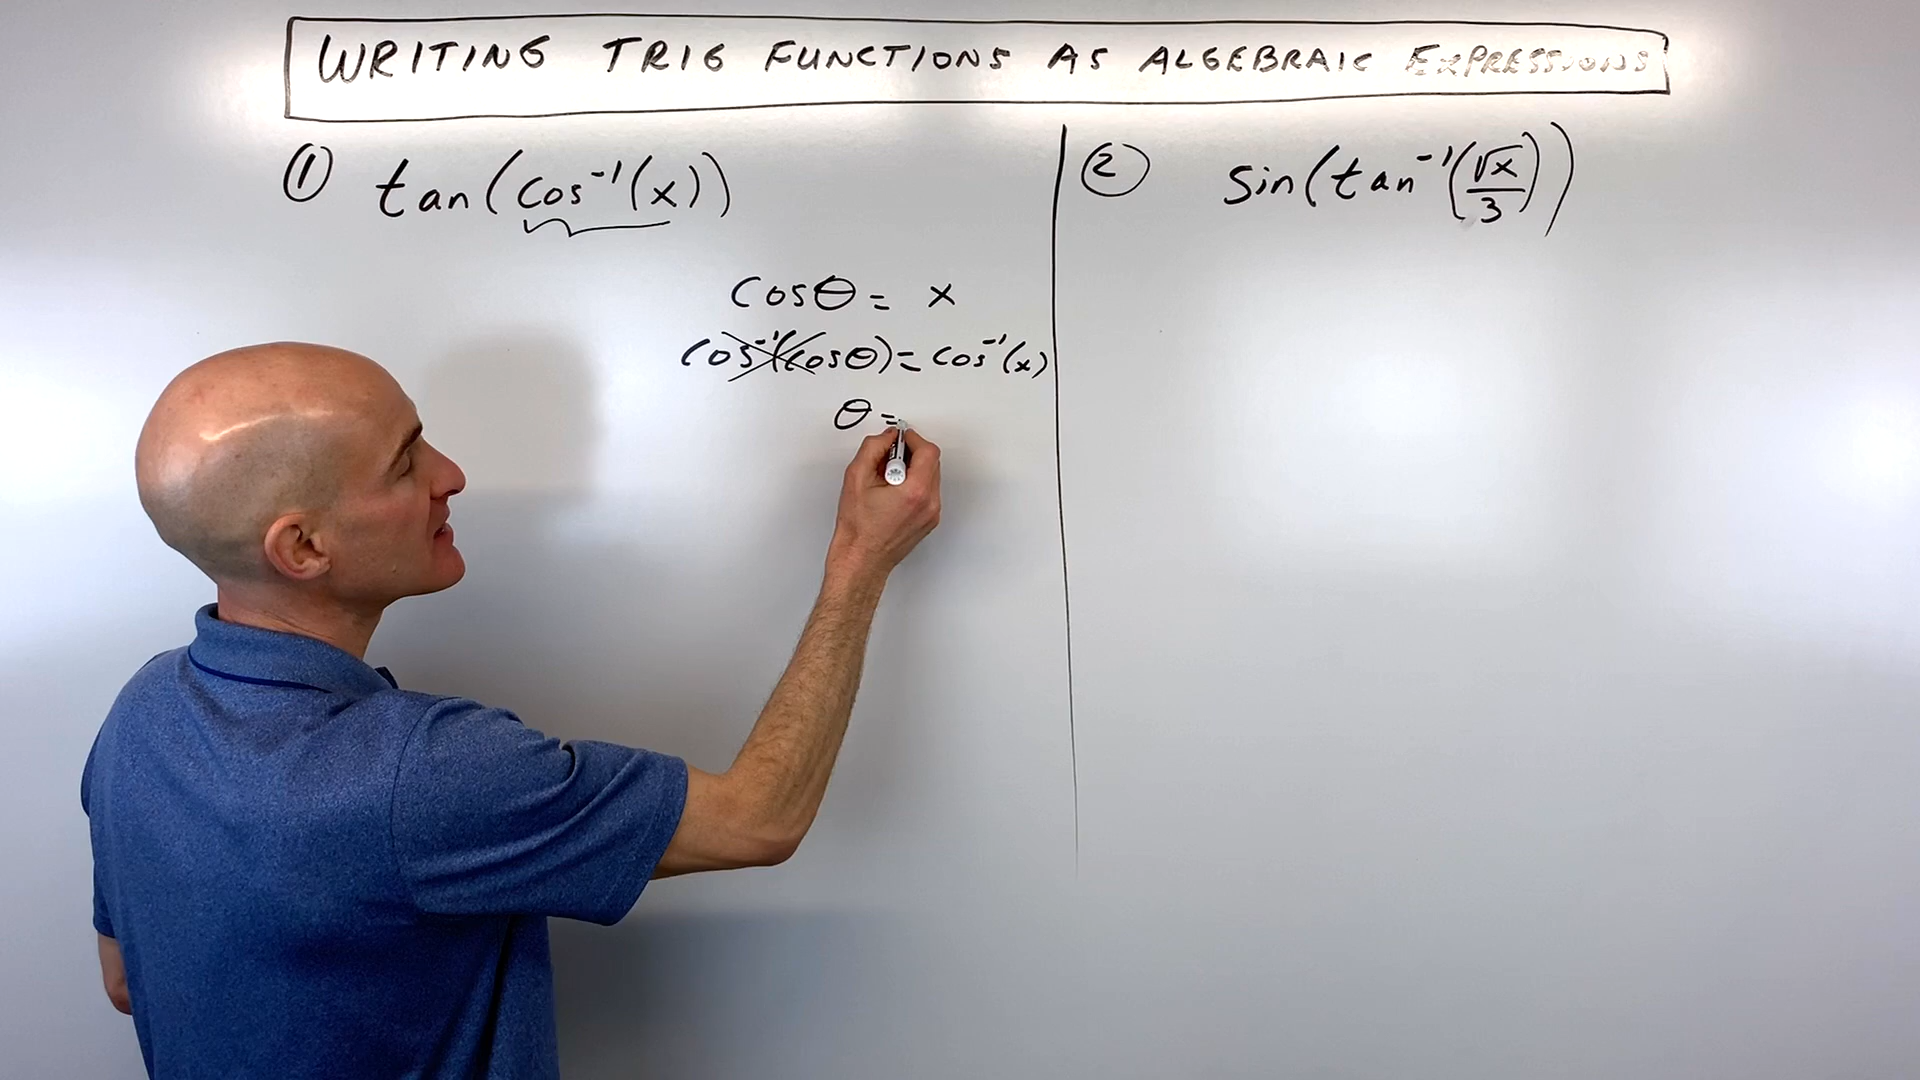 WRITING TRIG FUNCTIONS AS ALGEBRAIC EXPRESSIONS
① tan(cos⁻¹(x))
cosθ = x
cos⁻¹(cosθ) = cos⁻¹(x)
θ =
② sin(tan⁻¹(√x/3))